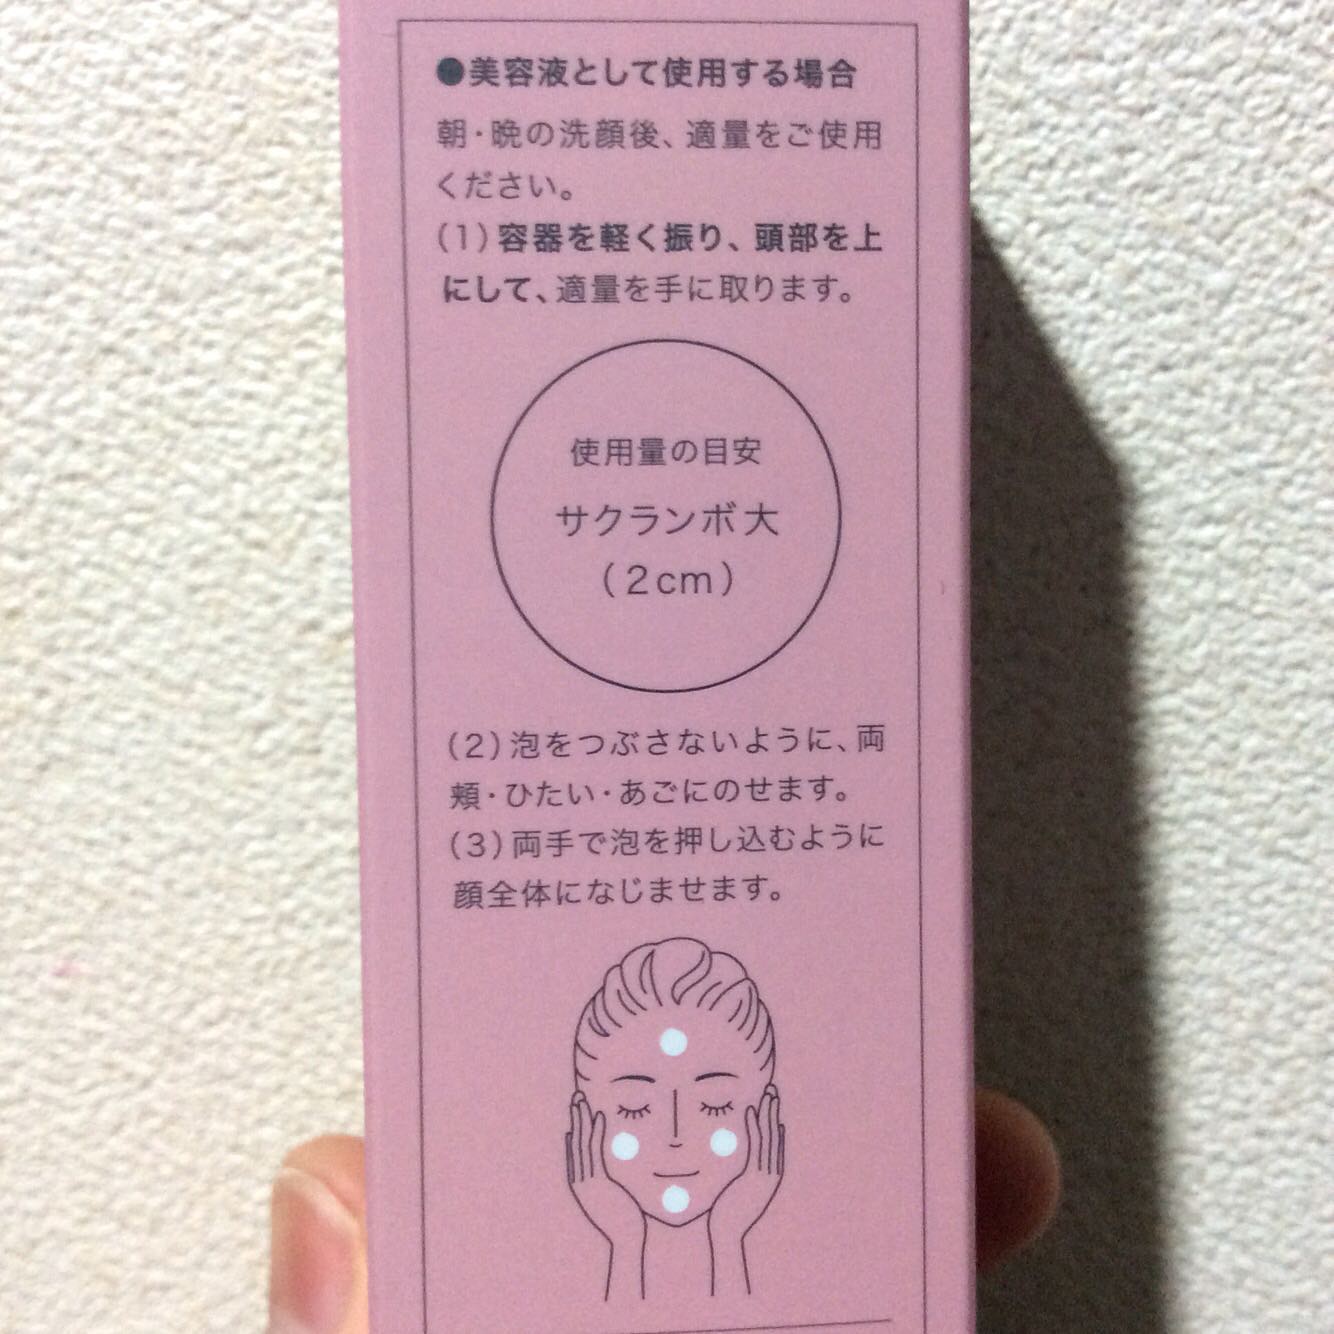 ●美容液として使用する場合
朝・晩の洗顔後、適量をご使用
ください。
(1)容器を軽く振り、頭部を上
にして、適量を手に取ります。
使用量の目安
サクランボ大
(2cm)
(2)泡をつぶさないように、両
頬・ひたい・あごにのせます。
(3)両手で泡を押し込むように
顔全体になじませます。